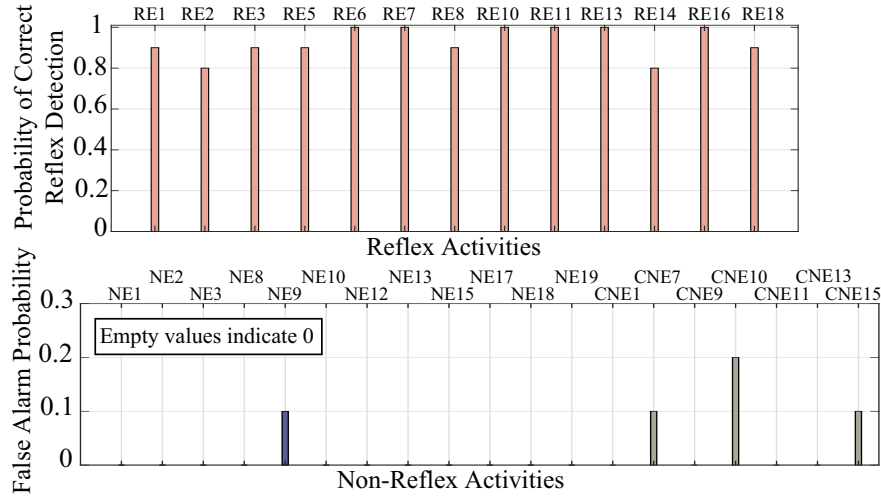 RE1 RE2 RE3 RE5 RE6 RE7 RE8 RE10 RE11 RE13 RE14 RE16 RE18
Probability of Correct
Reflex Detection
1
0.8
0.6
0.4
0.2
0
Reflex Activities
NE2 NE8 NE10 NE13 NE17 NE19 CNE7 CNE10 CNE13
NE1 NE3 NE9 NE12 NE15 NE18 CNE1 CNE9 CNE11 CNE15
False Alarm Probability
0.3
0.2
0.1
0
Empty values indicate 0
Non-Reflex Activities